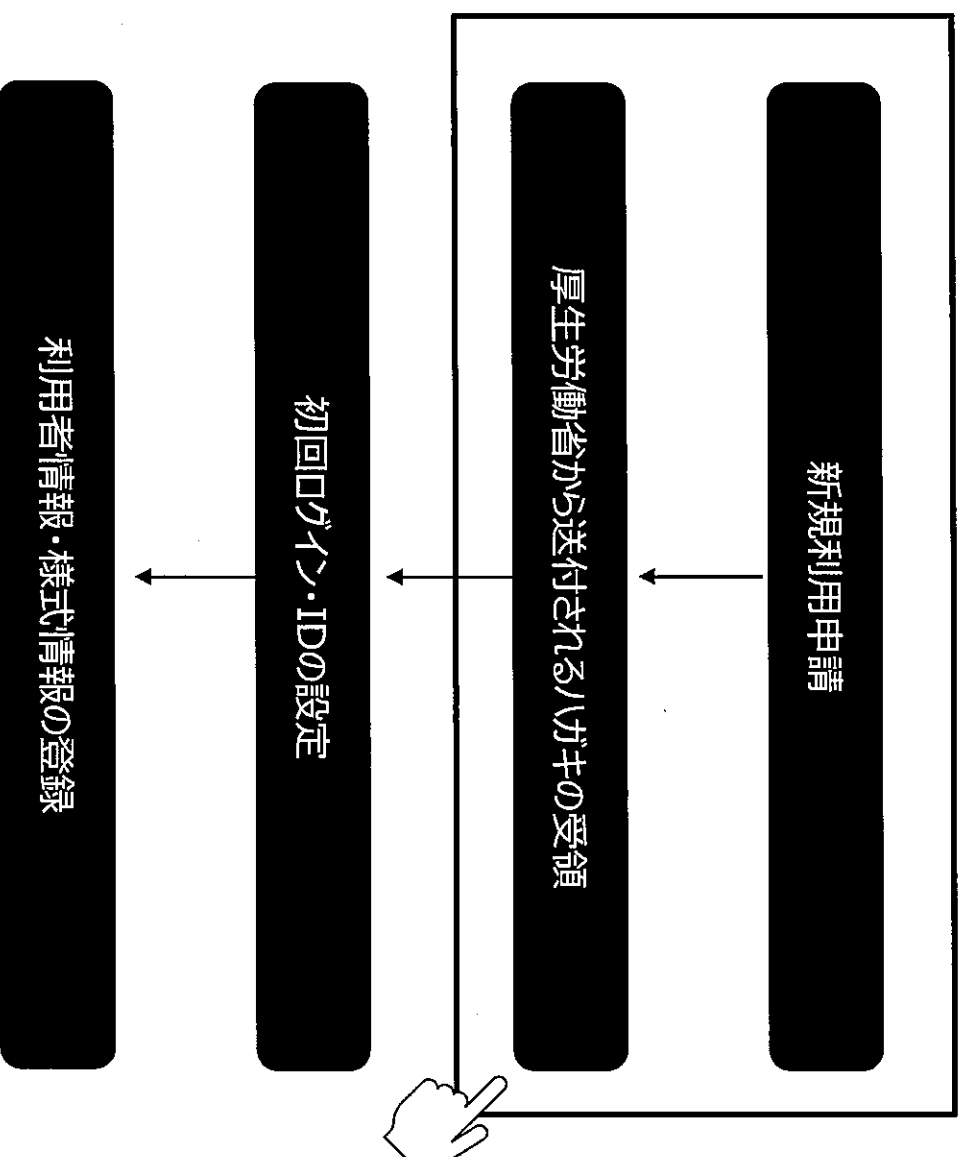 新規利用申請
厚生労働省から送付されるハガキの受領
初回ログイン・IDの設定
利用者情報・様式情報の登録